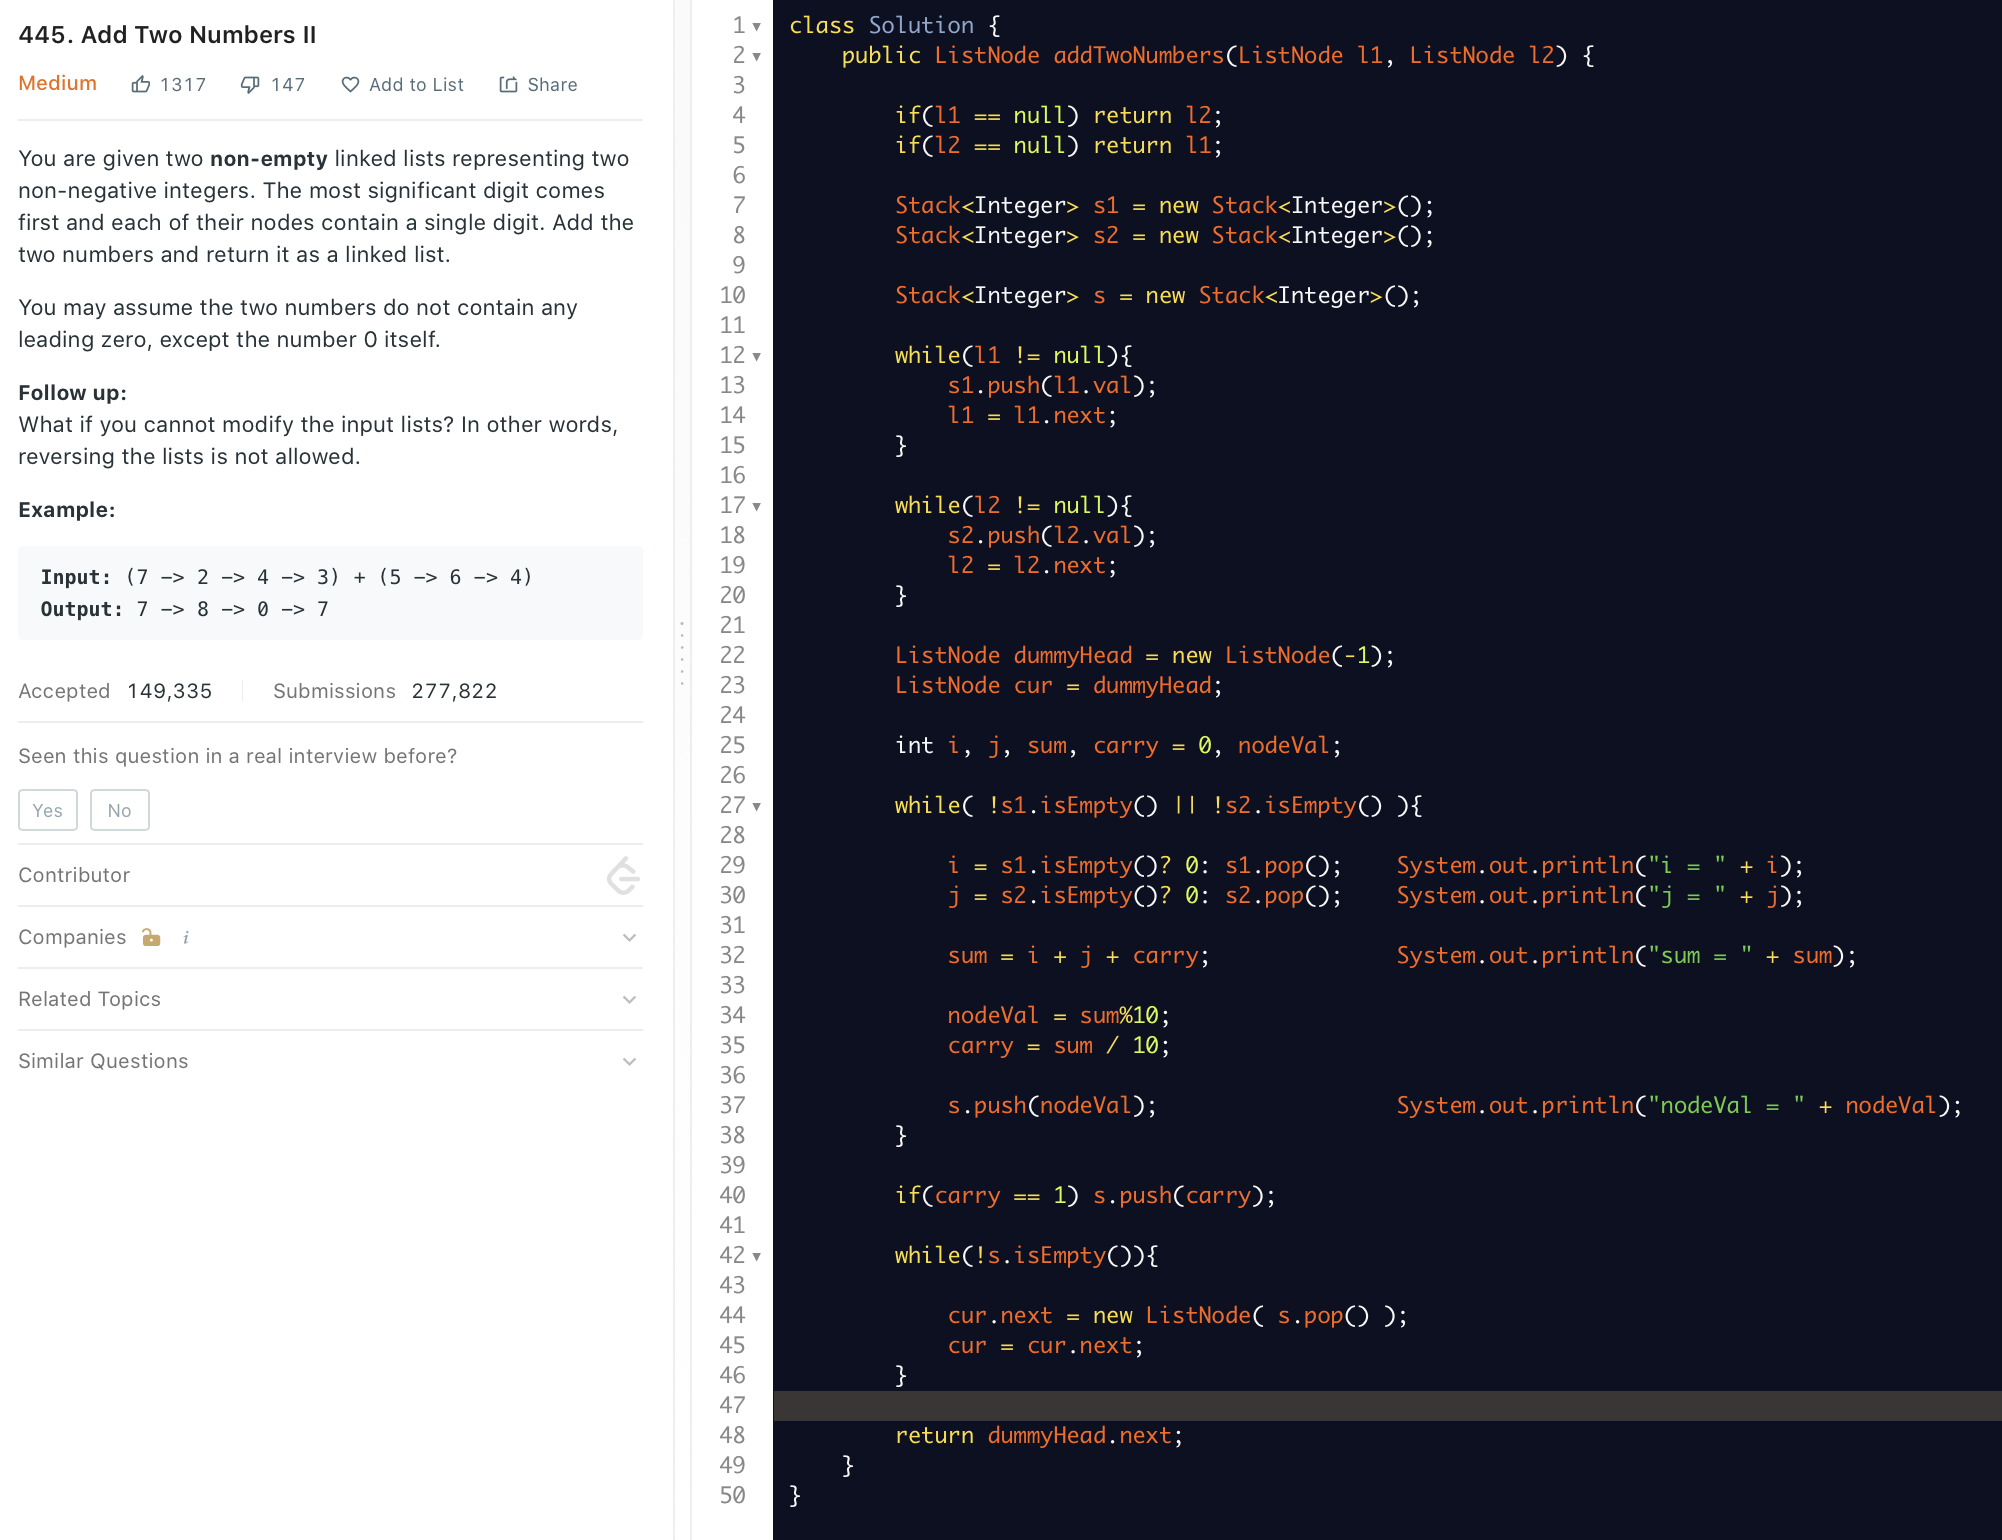 445. Add Two Numbers II
Medium 1317 147 Add to List Share
You are given two non-empty linked lists representing two
non-negative integers. The most significant digit comes
first and each of their nodes contain a single digit. Add the
two numbers and return it as a linked list.
You may assume the two numbers do not contain any
leading zero, except the number 0 itself.
Follow up:
What if you cannot modify the input lists? In other words,
reversing the lists is not allowed.
Example:
Input: (7 -> 2 -> 4 -> 3) + (5 -> 6 -> 4)
Output: 7 -> 8 -> 0 -> 7
Accepted 149,335 Submissions 277,822
Seen this question in a real interview before?
Yes No
Contributor
Companies i
Related Topics
Similar Questions
1 class Solution {
2     public ListNode addTwoNumbers(ListNode l1, ListNode l2) {
3
4         if(l1 == null) return l2;
5         if(l2 == null) return l1;
6
7         Stack<Integer> s1 = new Stack<Integer>();
8         Stack<Integer> s2 = new Stack<Integer>();
9
10         Stack<Integer> s = new Stack<Integer>();
11
12         while(l1 != null){
13             s1.push(l1.val);
14             l1 = l1.next;
15         }
16
17         while(l2 != null){
18             s2.push(l2.val);
19             l2 = l2.next;
20         }
21
22         ListNode dummyHead = new ListNode(-1);
23         ListNode cur = dummyHead;
24
25         int i, j, sum, carry = 0, nodeVal;
26
27         while( !s1.isEmpty() || !s2.isEmpty() ){
28
29             i = s1.isEmpty()? 0: s1.pop();    System.out.println("i = " + i);
30             j = s2.isEmpty()? 0: s2.pop();    System.out.println("j = " + j);
31
32             sum = i + j + carry;              System.out.println("sum = " + sum);
33
34             nodeVal = sum%10;
35             carry = sum / 10;
36
37             s.push(nodeVal);                  System.out.println("nodeVal = " + nodeVal);
38         }
39
40         if(carry == 1) s.push(carry);
41
42         while(!s.isEmpty()){
43
44             cur.next = new ListNode( s.pop() );
45             cur = cur.next;
46         }
47
48         return dummyHead.next;
49     }
50 }